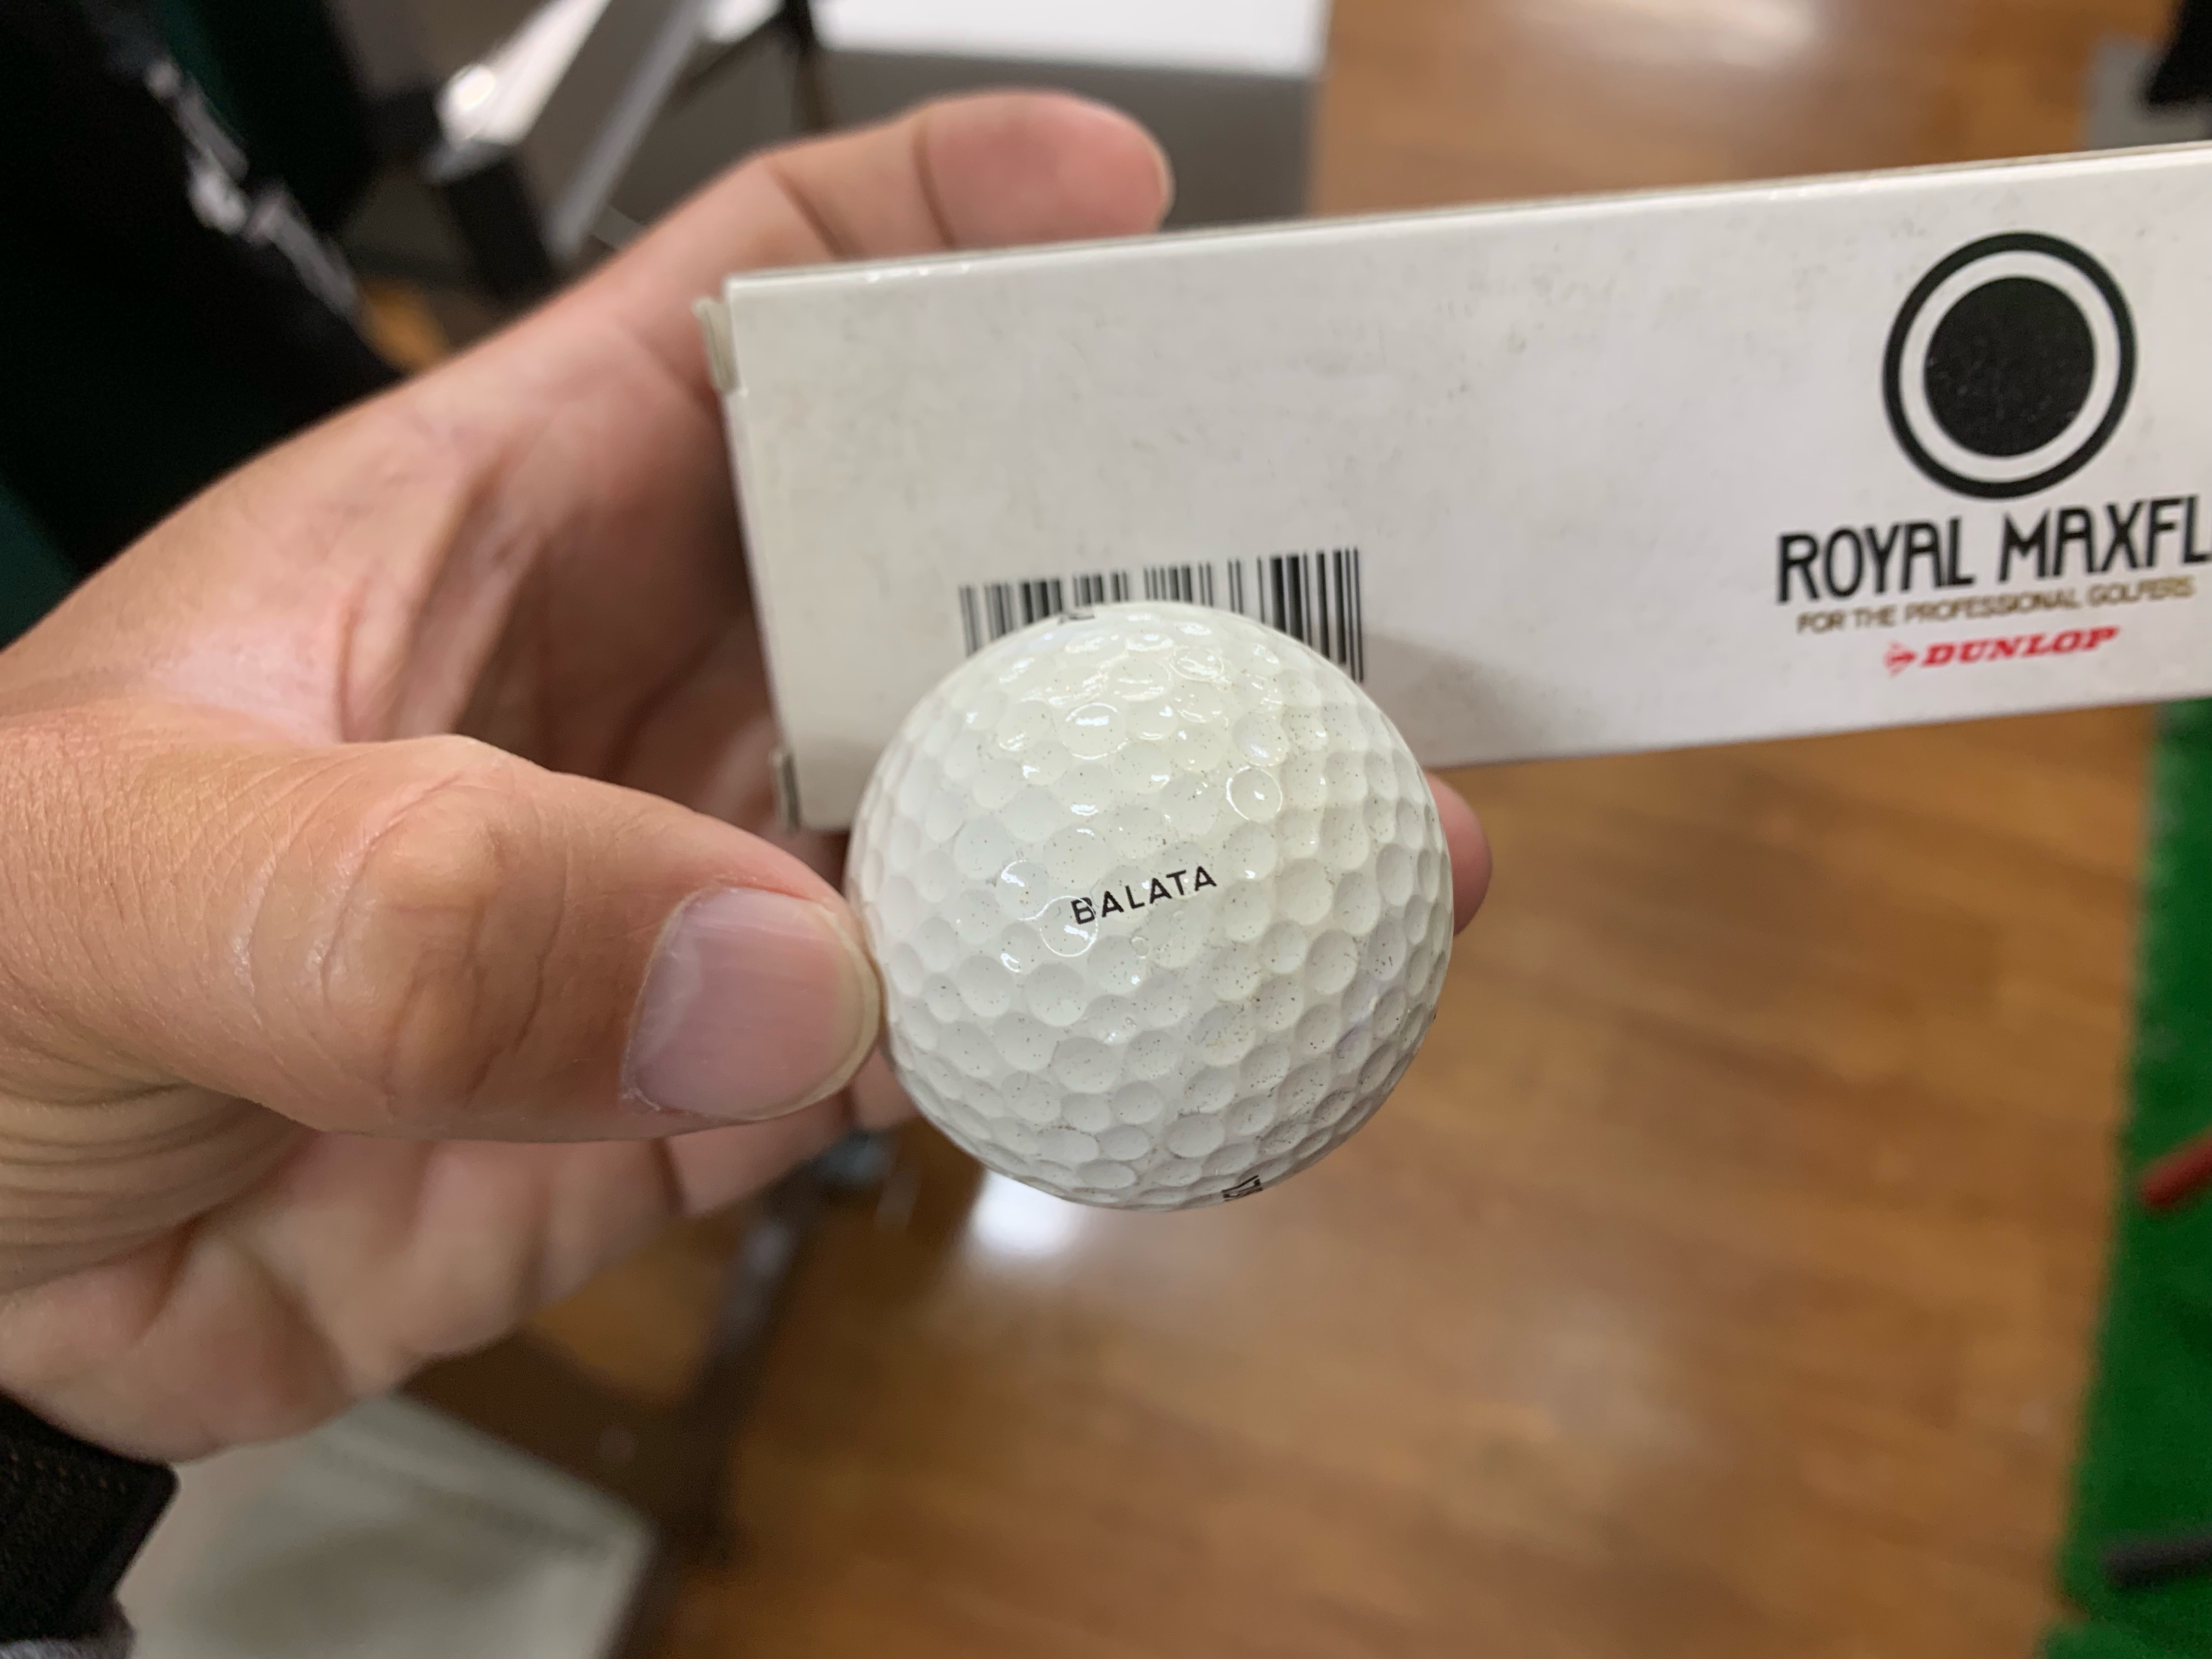 ROYAL MAXFL
FOR THE PROFESSIONAL GOLFERS
DUNLOP
BALATA